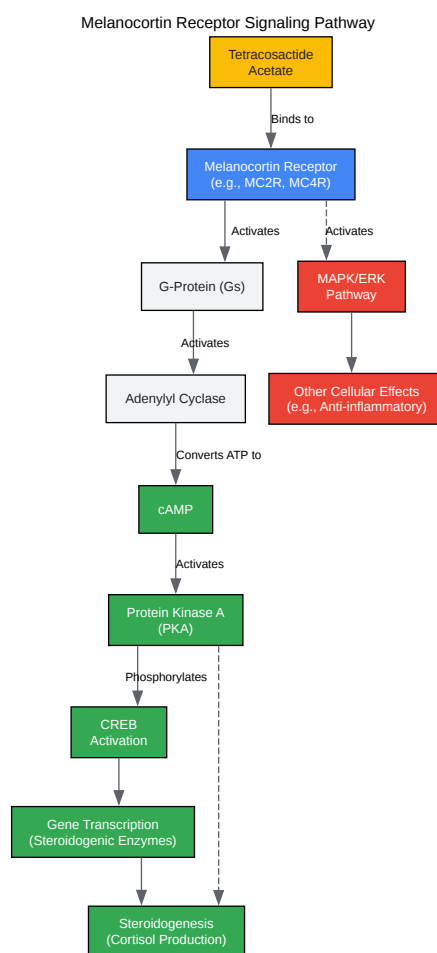 Melanocortin Receptor Signaling Pathway
Tetracosactide
Acetate
Binds to
Melanocortin Receptor
(e.g., MC2R, MC4R)
Activates
Activates
G-Protein (Gs)
MAPK/ERK
Pathway
Activates
Adenylyl Cyclase
Other Cellular Effects
(e.g., Anti-inflammatory)
Converts ATP to
cAMP
Activates
Protein Kinase A
(PKA)
Phosphorylates
CREB
Activation
Gene Transcription
(Steroidogenic Enzymes)
Steroidogenesis
(Cortisol Production)